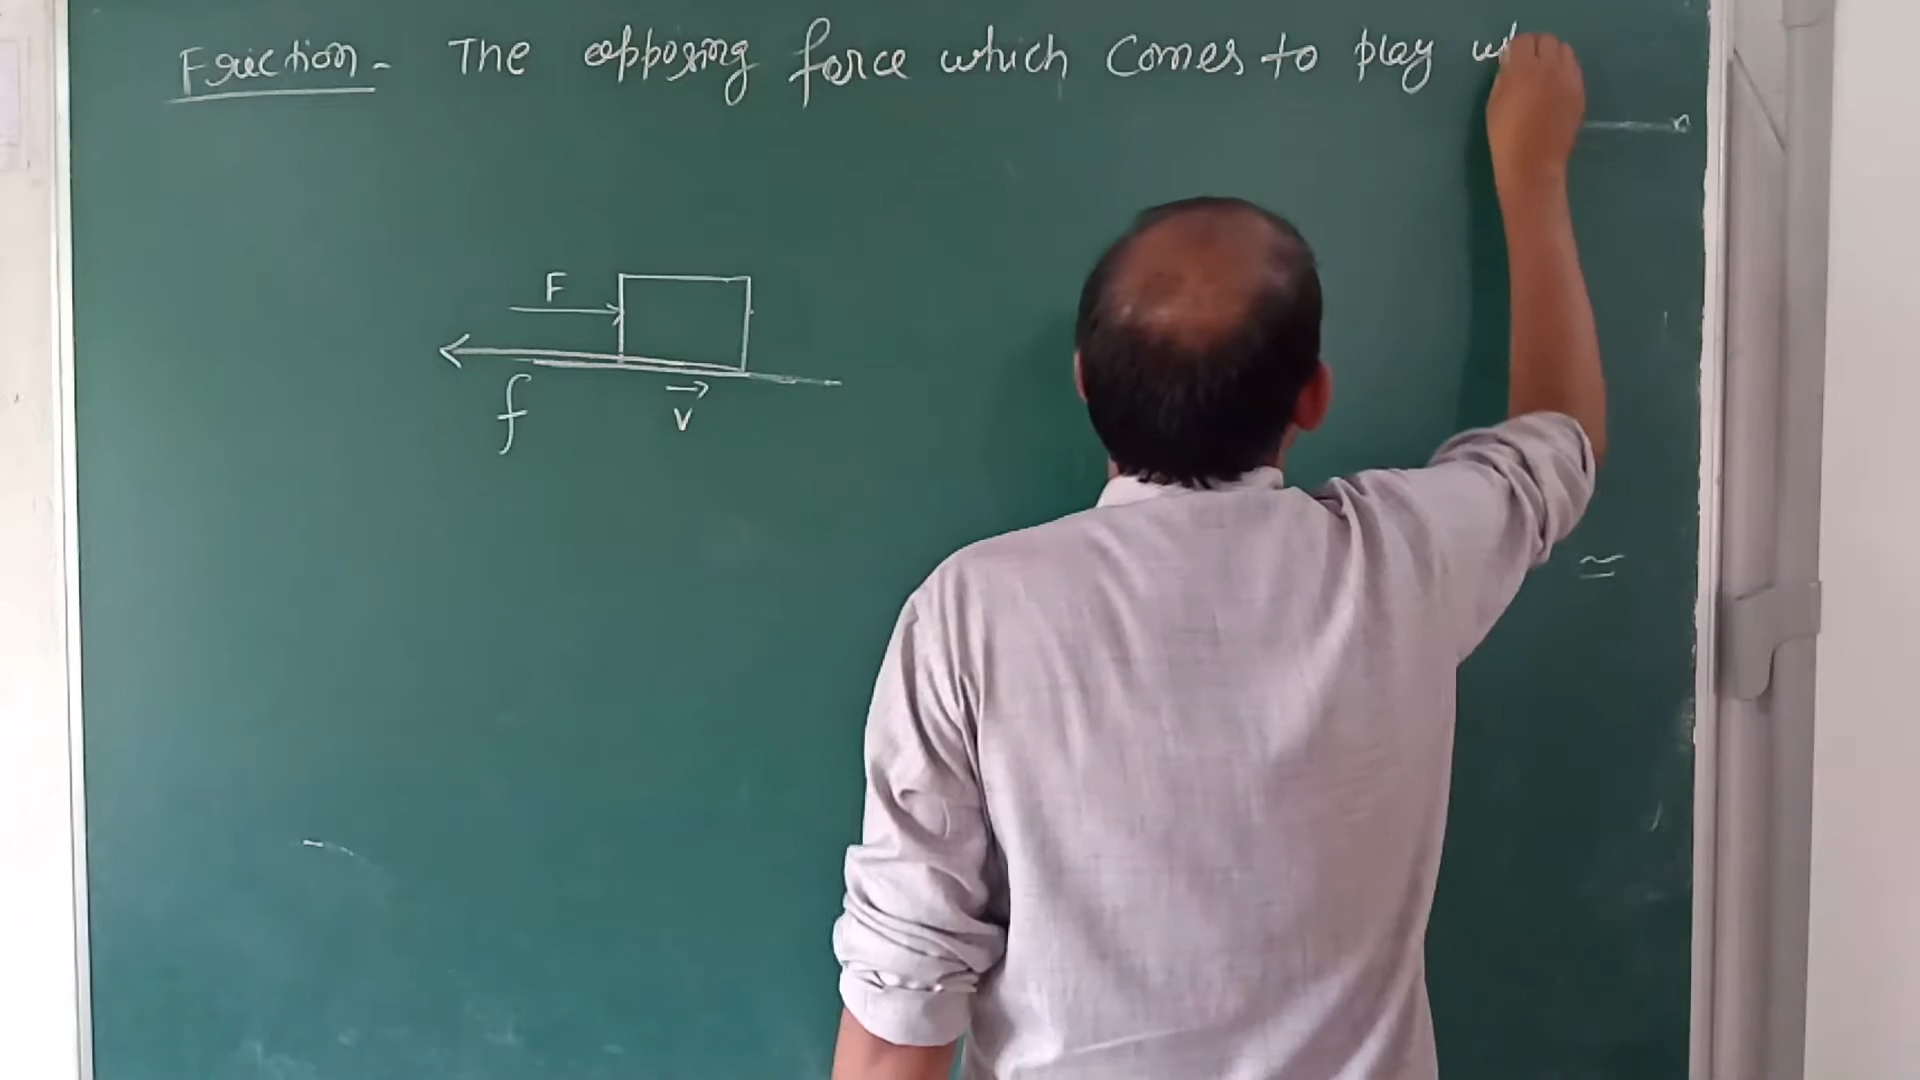 Friction - The opposing force which comes to play
F
f
v
≃